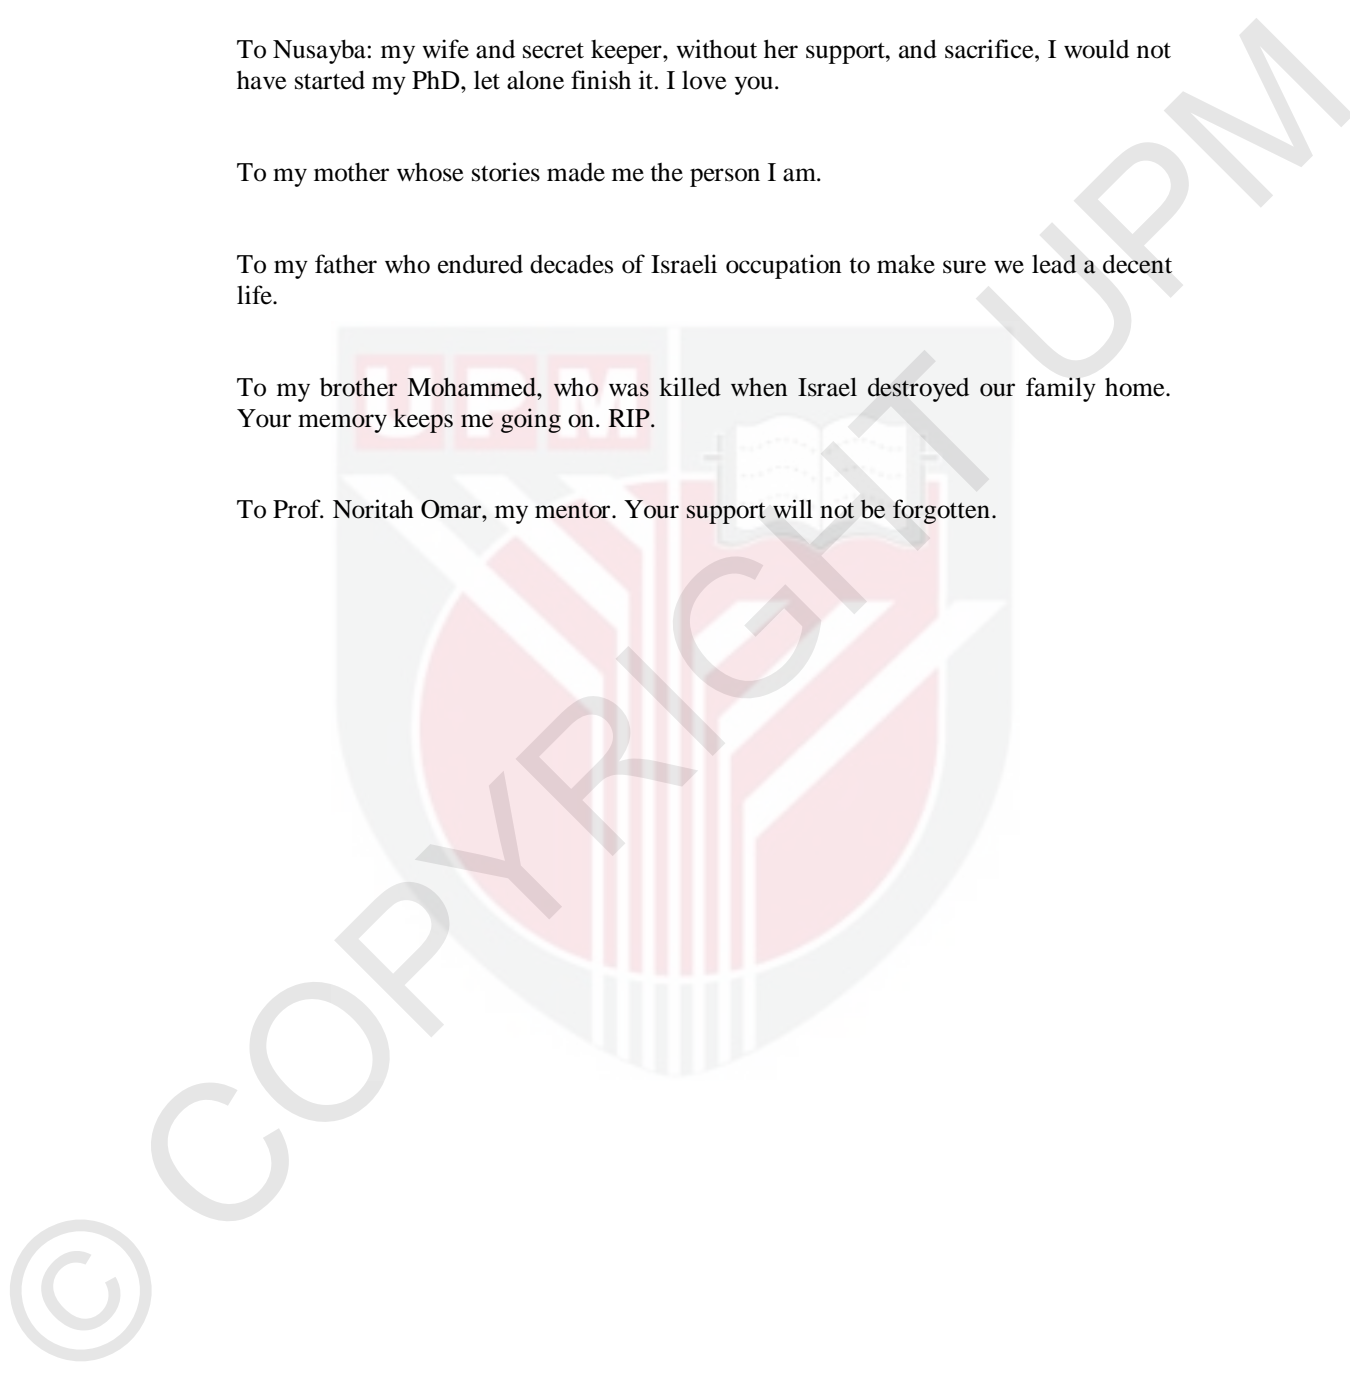 To Nusayba: my wife and secret keeper, without her support, and sacrifice, I would not
have started my PhD, let alone finish it. I love you.
To my mother whose stories made me the person I am.
To my father who endured decades of Israeli occupation to make sure we lead a decent
life.
UPM
To my brother Mohammed, who was killed when Israel destroyed our family home.
Your memory keeps me going on. RIP.
To Prof. Noritah Omar, my mentor. Your support will not be forgotten.
© COPYRIGHT UPM